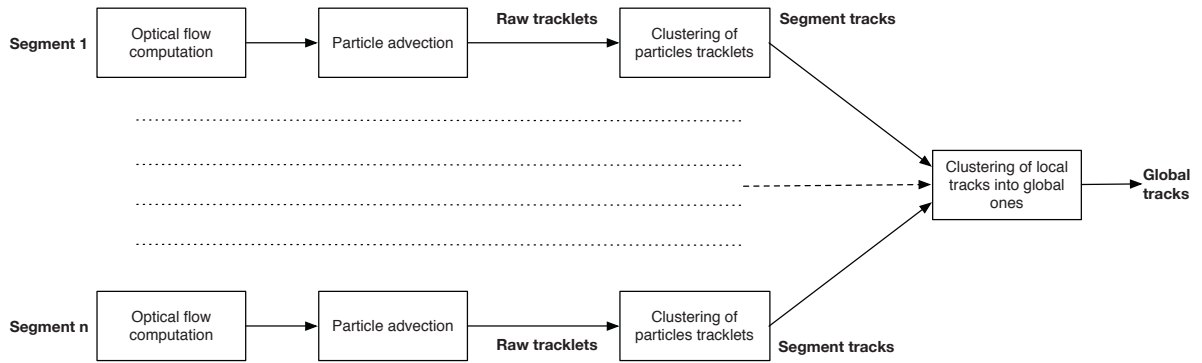 Segment 1
Optical flow
computation
Particle advection
Raw tracklets
Clustering of
particles tracklets
Segment tracks
Clustering of local
tracks into global
ones
Global
tracks
Segment n
Optical flow
computation
Particle advection
Raw tracklets
Clustering of
particles tracklets
Segment tracks